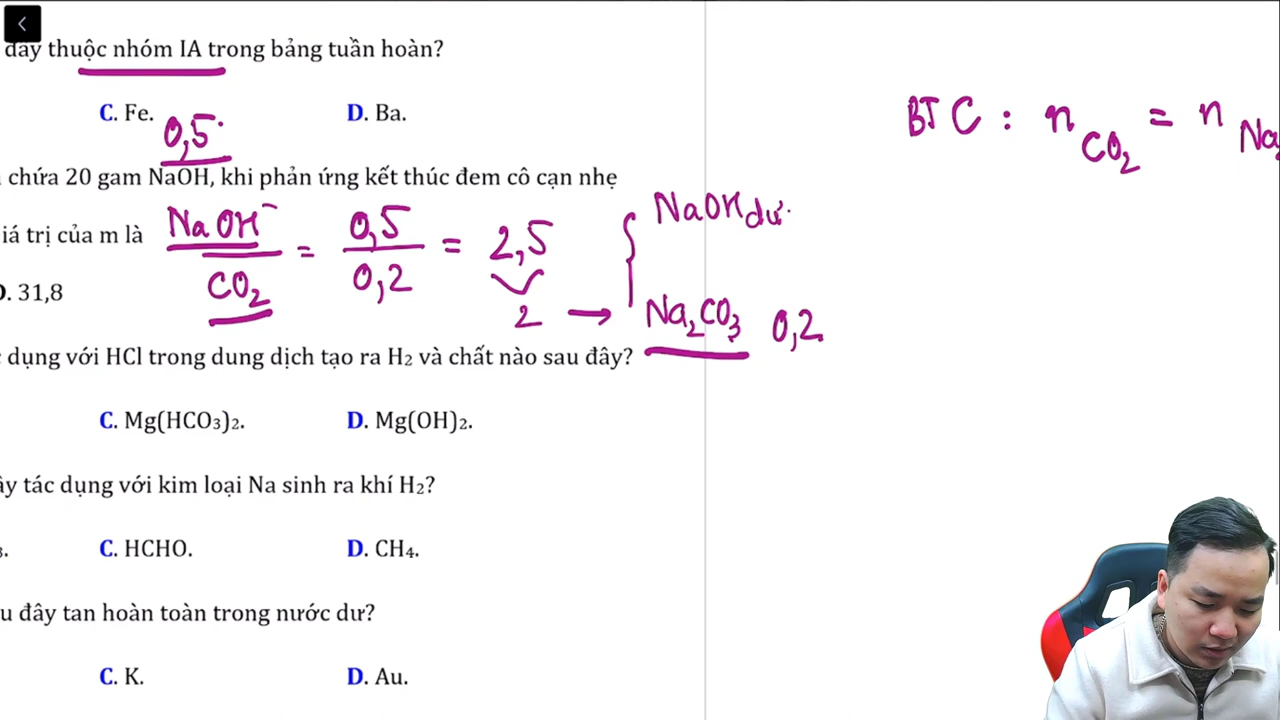 đây thuộc nhóm IA trong bảng tuần hoàn?
C. Fe. D. Ba.
0,5
BTC : n CO₂ = n
chứa 20 gam NaOH, khi phản ứng kết thúc đem cô cạn nhẹ
iá trị của m là
NaOH⁻ / CO₂ = 0,5 / 0,2 = 2,5
2 →
NaOH dư
Na₂CO₃ 0,2
D. 31,8
dụng với HCl trong dung dịch tạo ra H₂ và chất nào sau đây?
C. Mg(HCO₃)₂. D. Mg(OH)₂.
ây tác dụng với kim loại Na sinh ra khí H₂?
C. HCHO. D. CH₄.
u đây tan hoàn toàn trong nước dư?
C. K. D. Au.